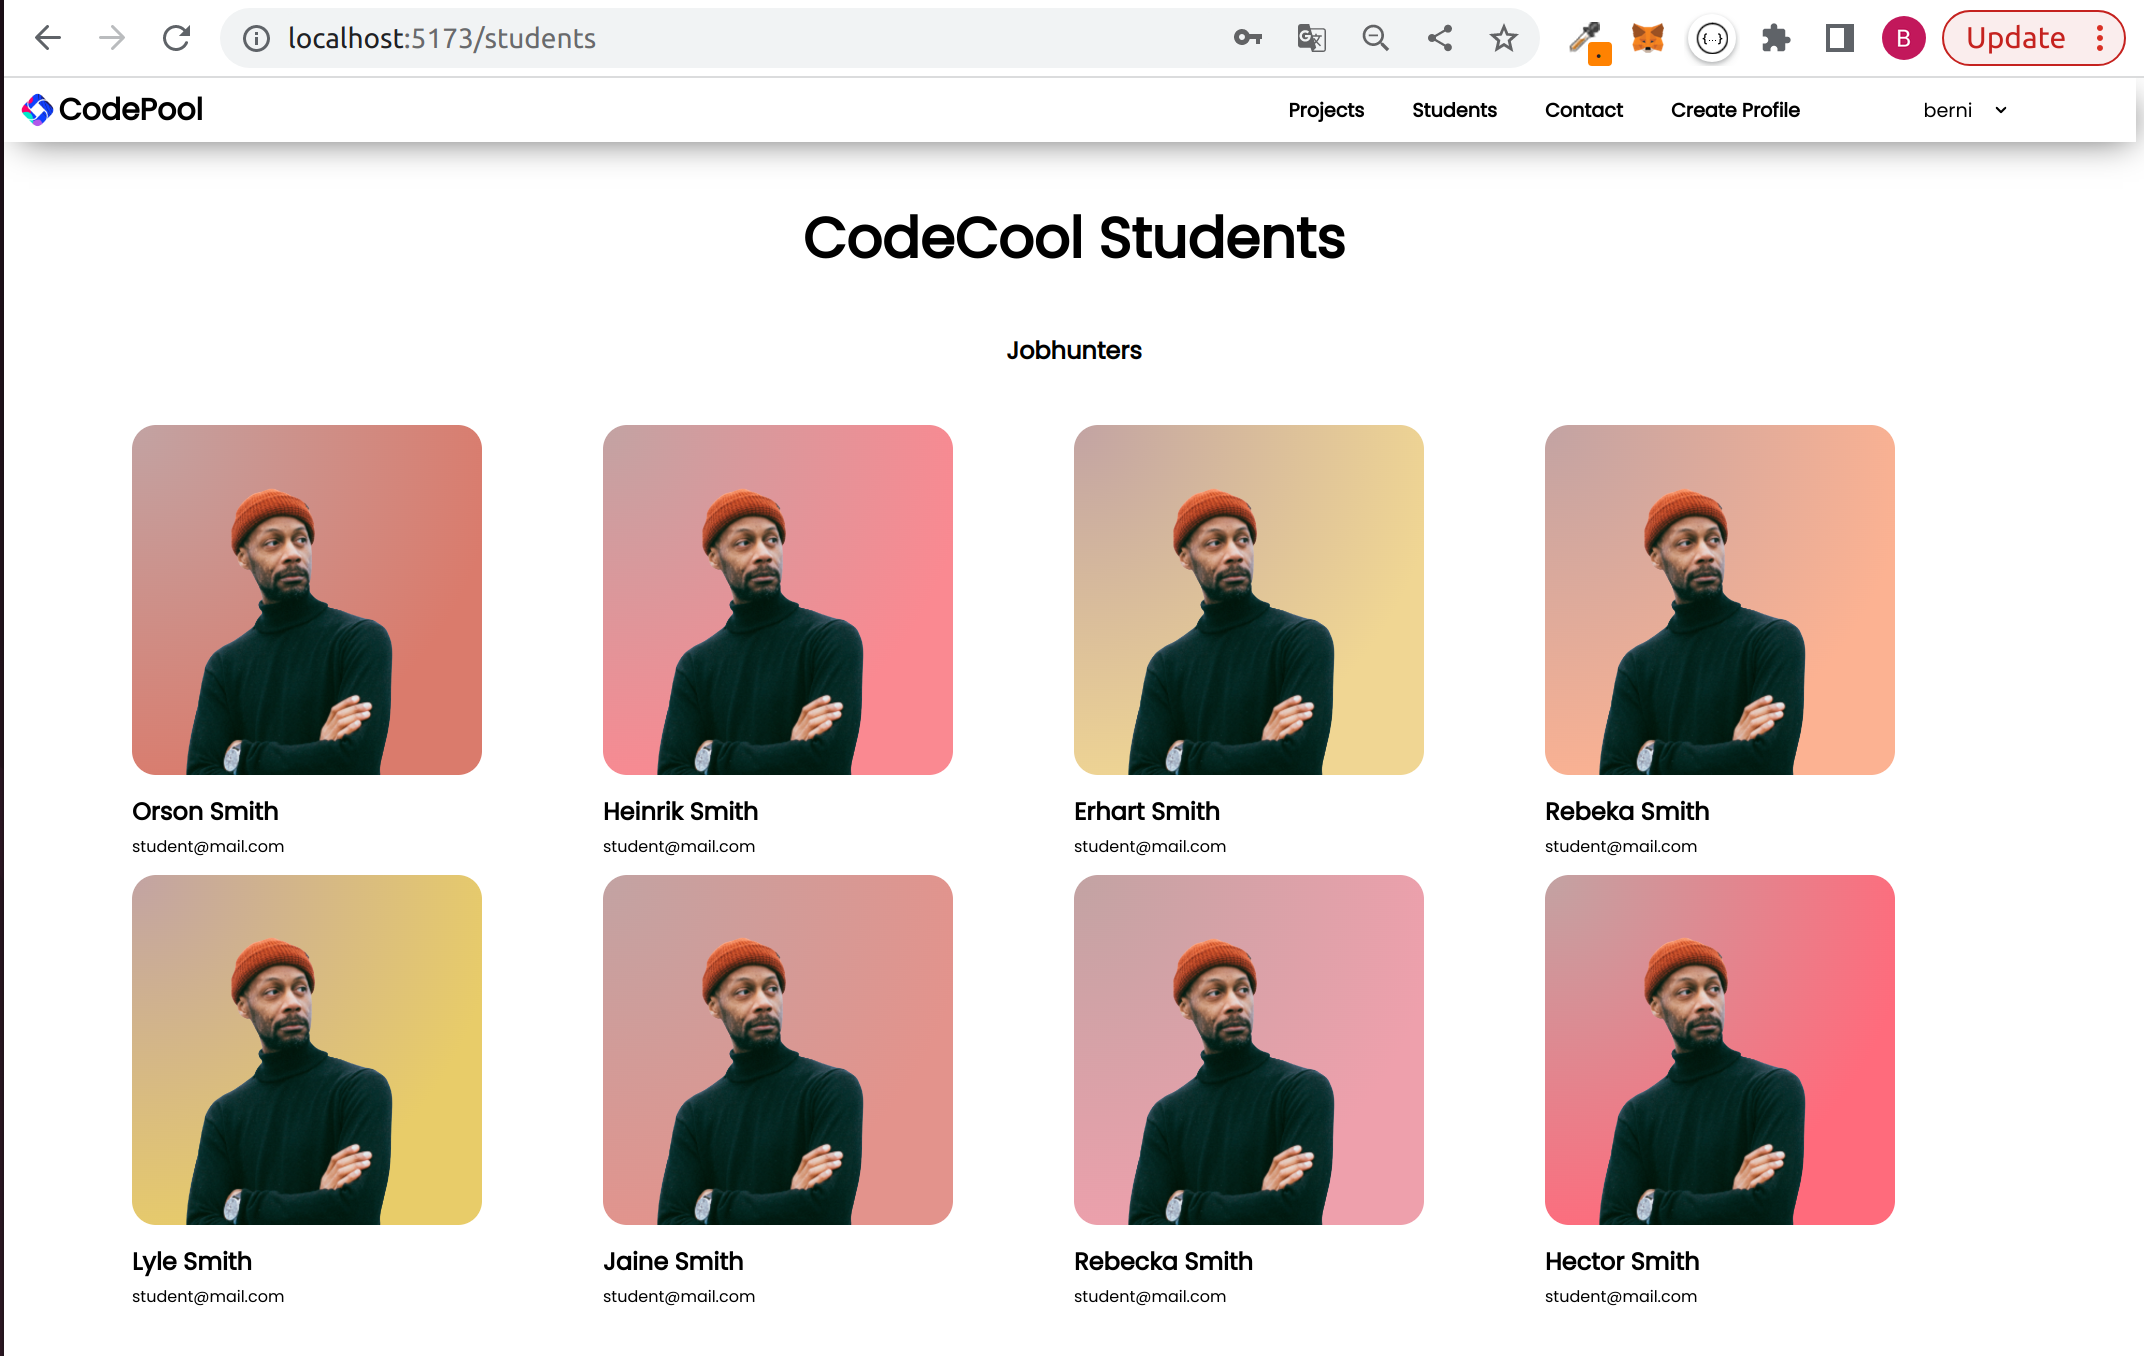 localhost:5173/students
B
Update
CodePool
Projects
Students
Contact
Create Profile
berni
CodeCool Students
Jobhunters
Orson Smith
student@mail.com
Heinrik Smith
student@mail.com
Erhart Smith
student@mail.com
Rebeka Smith
student@mail.com
Lyle Smith
student@mail.com
Jaine Smith
student@mail.com
Rebecka Smith
student@mail.com
Hector Smith
student@mail.com